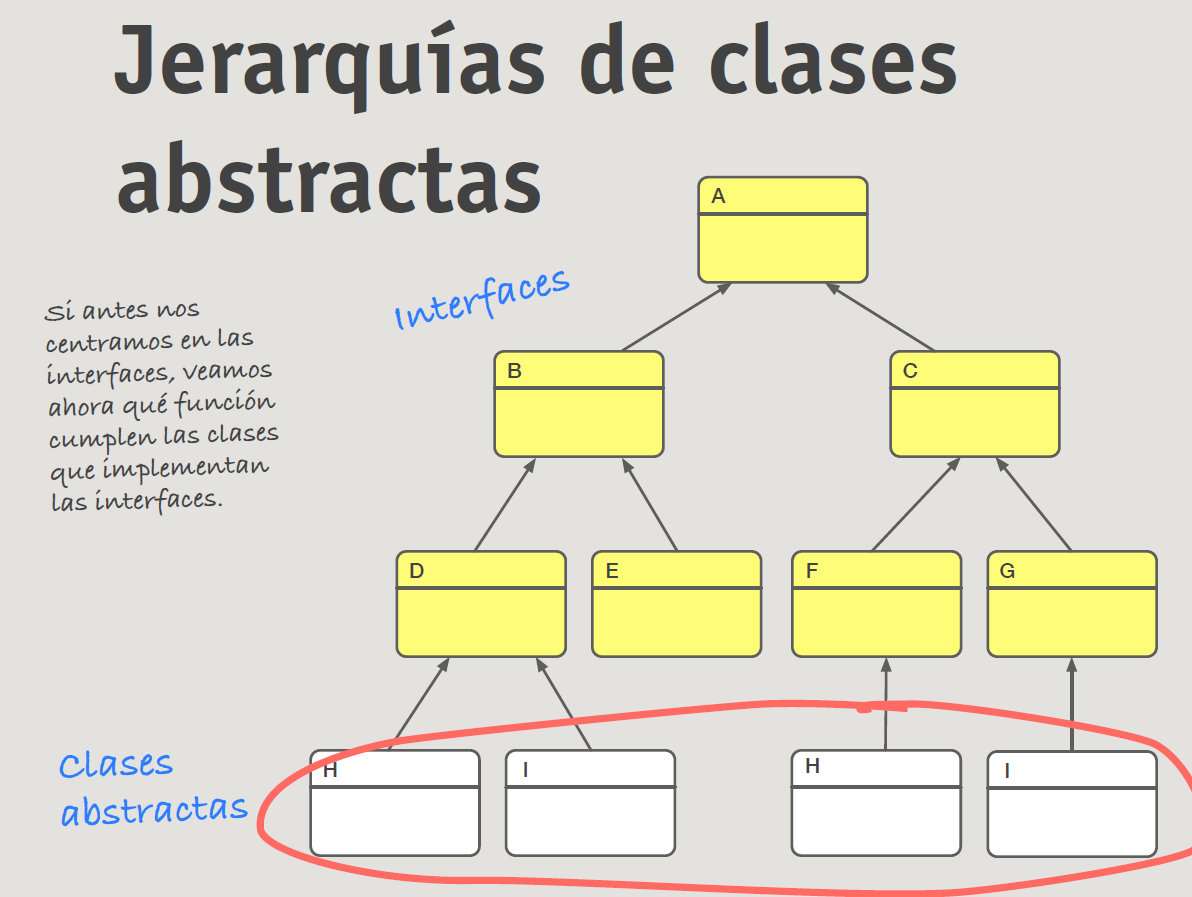 Jerarquías de clases
abstractas
A
Interfaces
Si antes nos
centramos en las
interfaces, veamos
ahora qué función
cumplen las clases
que implementan
las interfaces.
B
C
D
E
F
G
Clases
abstractas
H
I
H
I